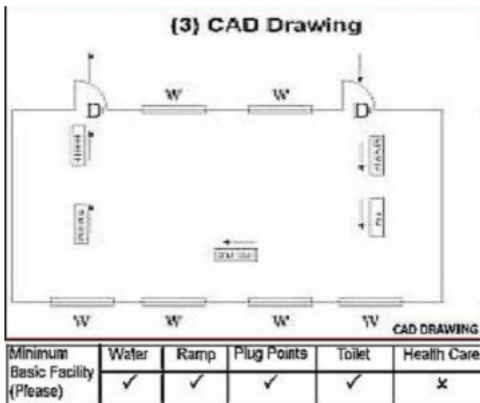 (3) CAD Drawing
W W
D D
W W W W
CAD DRAWING
Minimum Basic Facility (Please) Water Ramp Plug Points Toilet Health Care
✓ ✓ ✓ ✓ ✗